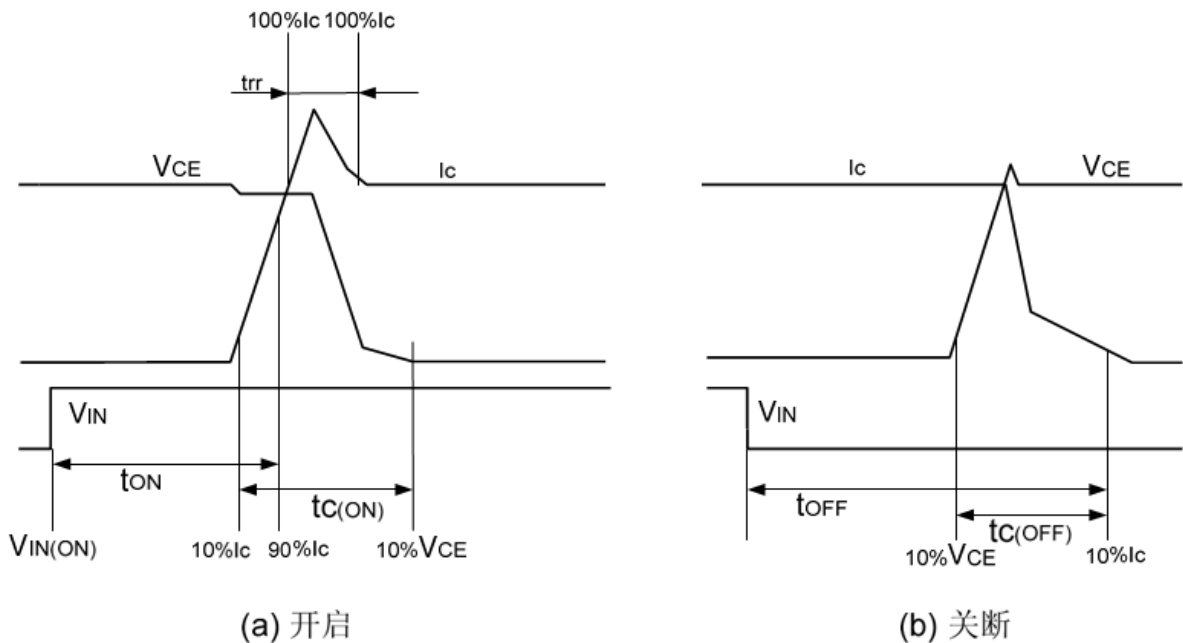 100%Ic 100%Ic
trr
VCE Ic
Ic VCE
VIN
VIN
tON
tC(ON)
tOFF
tC(OFF)
VIN(ON) 10%Ic 90%Ic 10%VCE
10%VCE 10%Ic
(a) 开启
(b) 关断